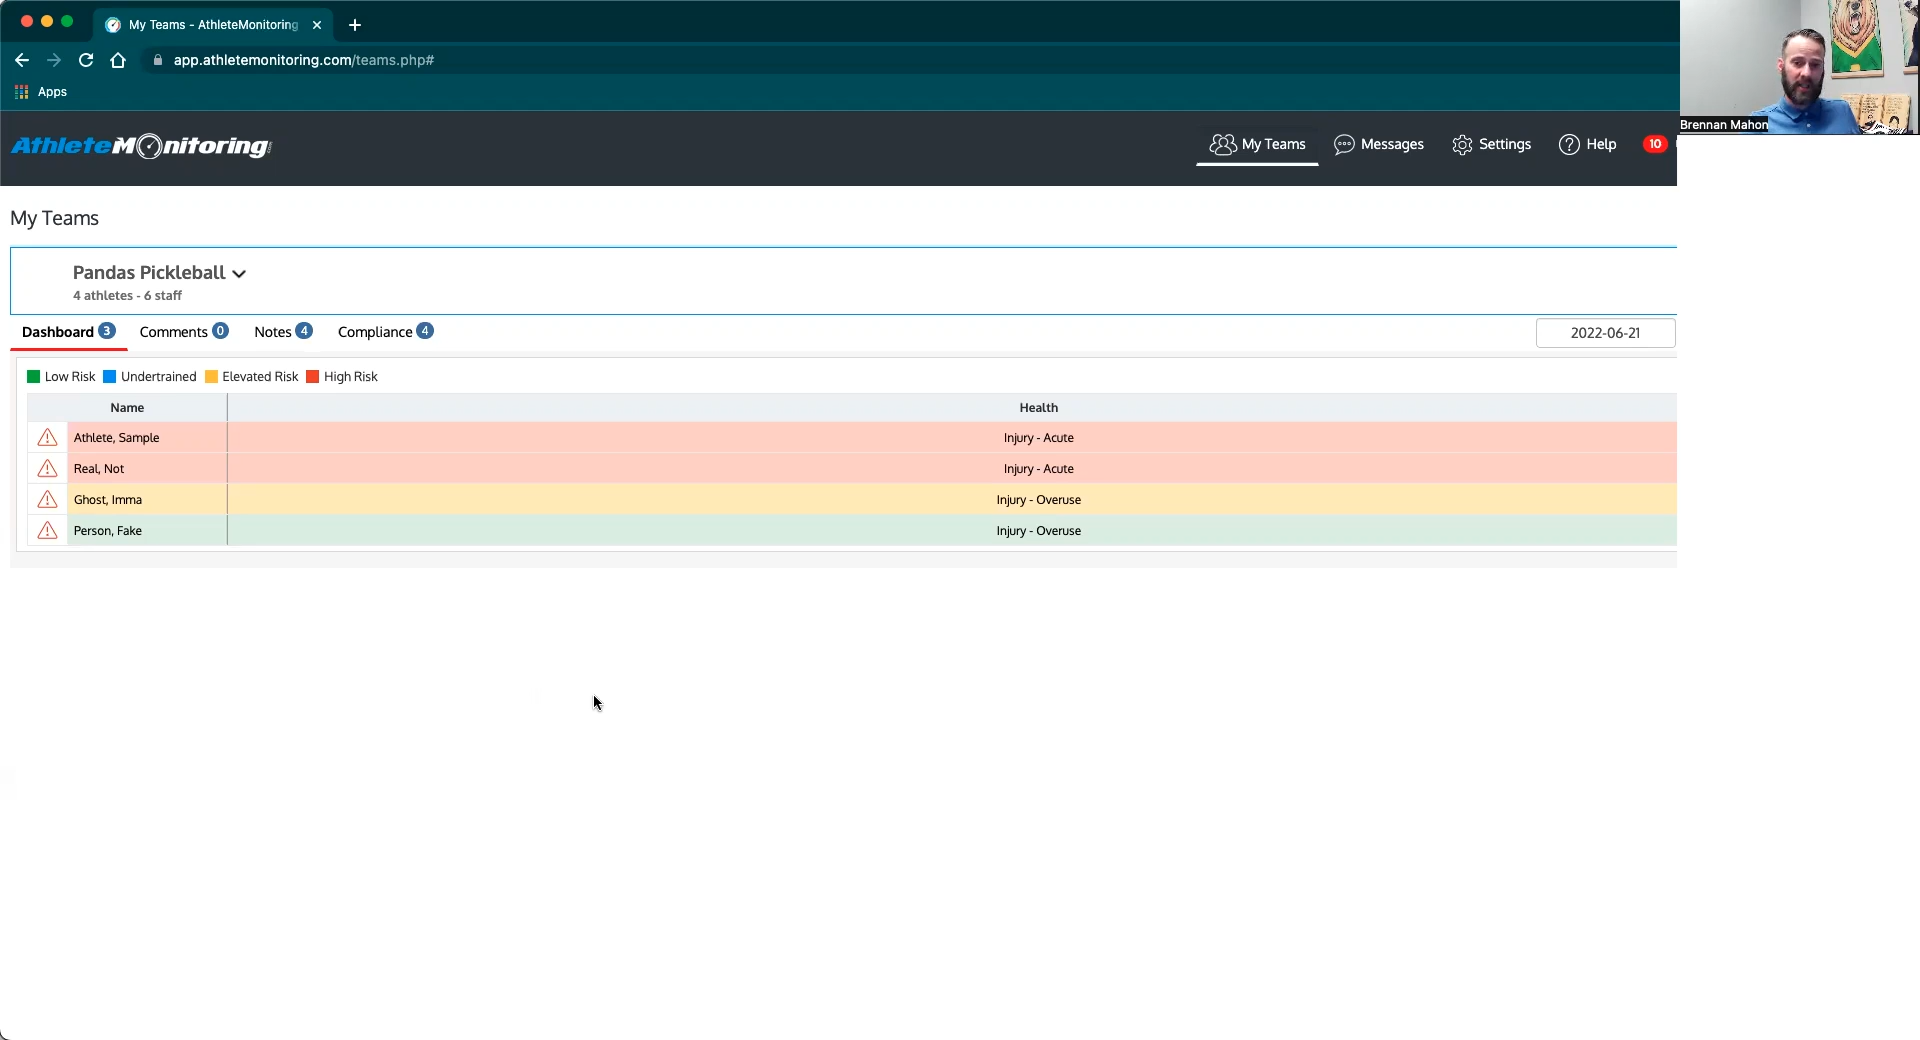 My Teams - AthleteMonitoring
app.athletemonitoring.com/teams.php#
Apps
Brennan Mahon
AthleteMonitoring
My Teams
Messages
Settings
Help
10
My Teams
Pandas Pickleball
4 athletes - 6 staff
Dashboard 3
Comments 0
Notes 4
Compliance 4
2022-06-21
Low Risk
Undertrained
Elevated Risk
High Risk
Name Health
Athlete, Sample Injury - Acute
Real, Not Injury - Acute
Ghost, Imma Injury - Overuse
Person, Fake Injury - Overuse